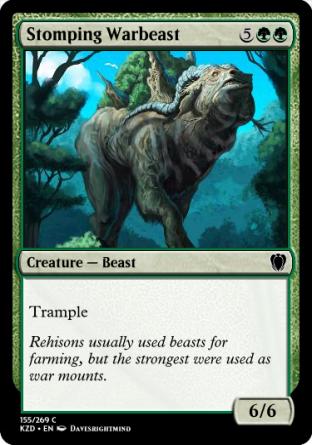 Stomping Warbeast 5
Creature — Beast
Trample
Rehisons usually used beasts for
farming, but the strongest were used as
war mounts.
6/6
155/269 C
KZD • EN DAVESRIGHTMIND